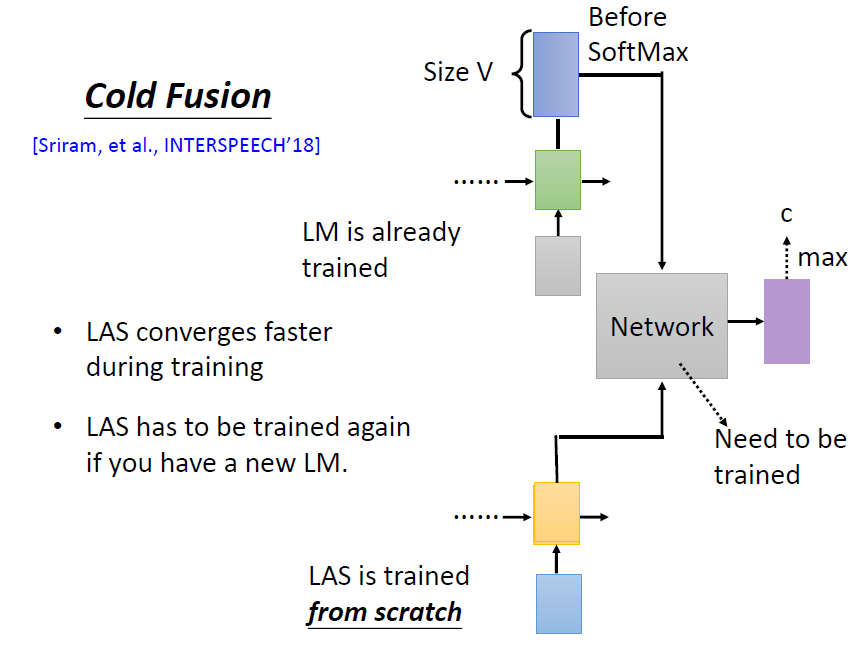 Before
SoftMax
Size V
Cold Fusion
[Sriram, et al., INTERSPEECH’18]
……
LM is already
trained
c
max
Network
• LAS converges faster
during training
• LAS has to be trained again
if you have a new LM.
Need to be
trained
……
LAS is trained
from scratch